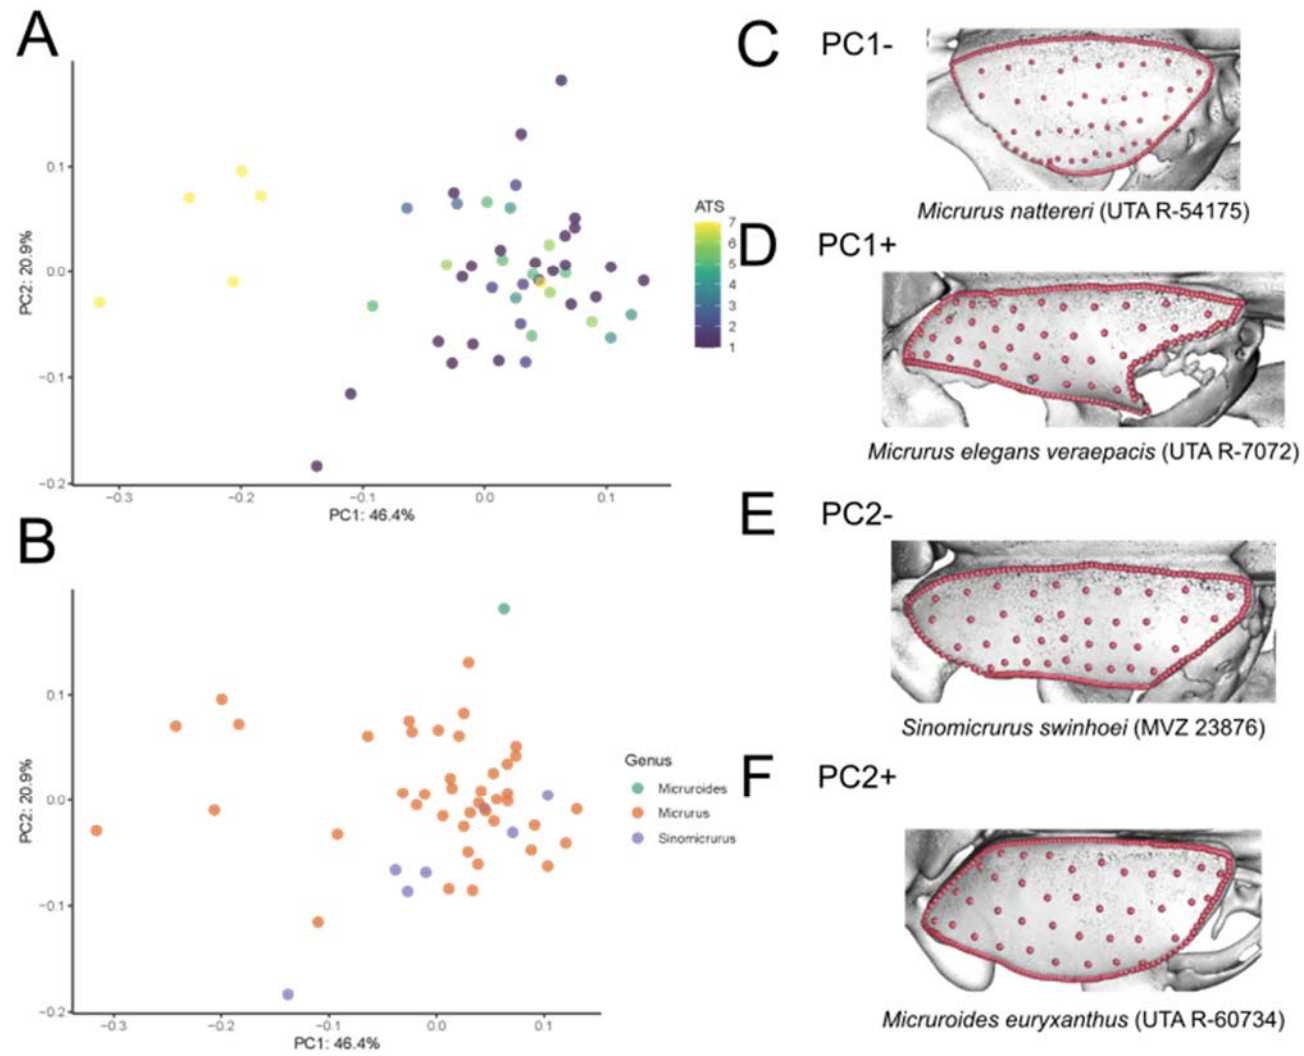 A
0.1
0.0
−0.1
−0.2
PC2: 20.9%
−0.3
−0.2
−0.1
0.0
0.1
PC1: 46.4%
ATS
7
6
5
4
3
2
1
B
0.1
0.0
−0.1
−0.2
PC2: 20.9%
−0.3
−0.2
−0.1
0.0
0.1
PC1: 46.4%
Genus
Micruroides
Micrurus
Sinomicrurus
C PC1-
Micrurus nattereri (UTA R-54175)
D PC1+
Micrurus elegans veraepacis (UTA R-7072)
E PC2-
Sinomicrurus swinhoei (MVZ 23876)
F PC2+
Micruroides euryxanthus (UTA R-60734)